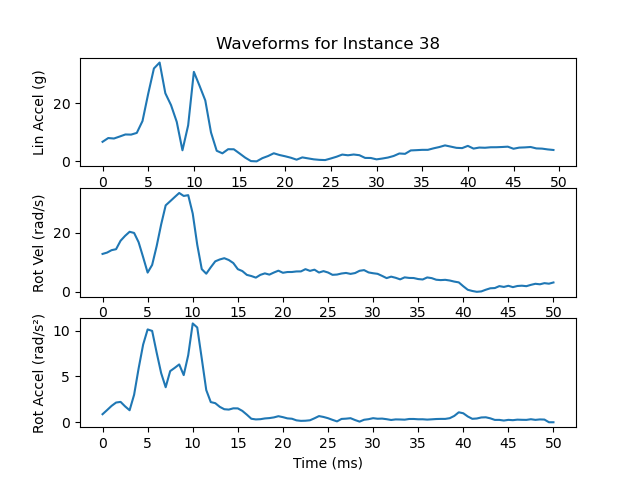 Waveforms for Instance 38
Lin Accel (g)
20
0
0 5 10 15 20 25 30 35 40 45 50
Rot Vel (rad/s)
20
0
0 5 10 15 20 25 30 35 40 45 50
Rot Accel (rad/s²)
10
5
0
0 5 10 15 20 25 30 35 40 45 50
Time (ms)